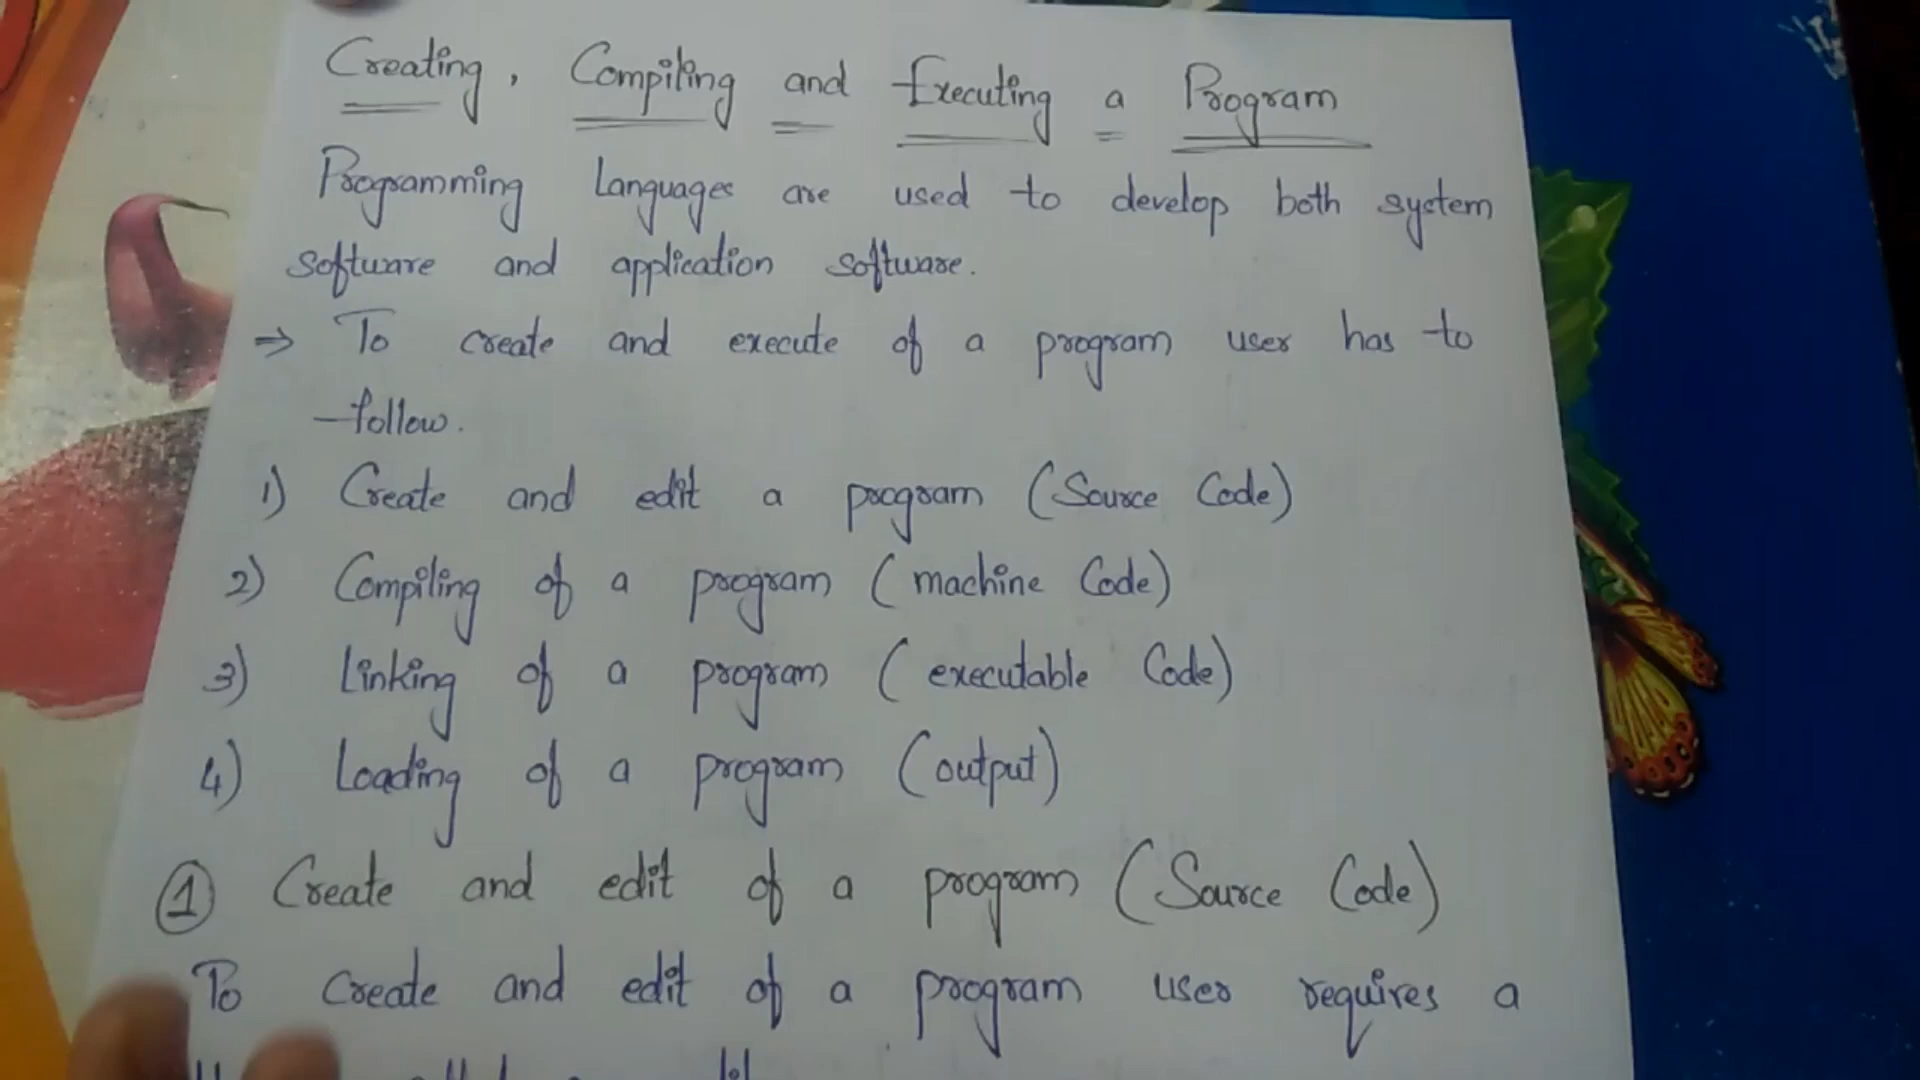 Creating, Compiling and Executing a Program
Programming Languages are used to develop both system
software and application software.
⇒ To create and execute of a program user has to
follow.
1) Create and edit a program (Source Code)
2) Compiling of a program (machine Code)
3) Linking of a program (executable Code)
4) Loading of a program (output)
① Create and edit of a program (Source Code)
To create and edit of a program user requires a